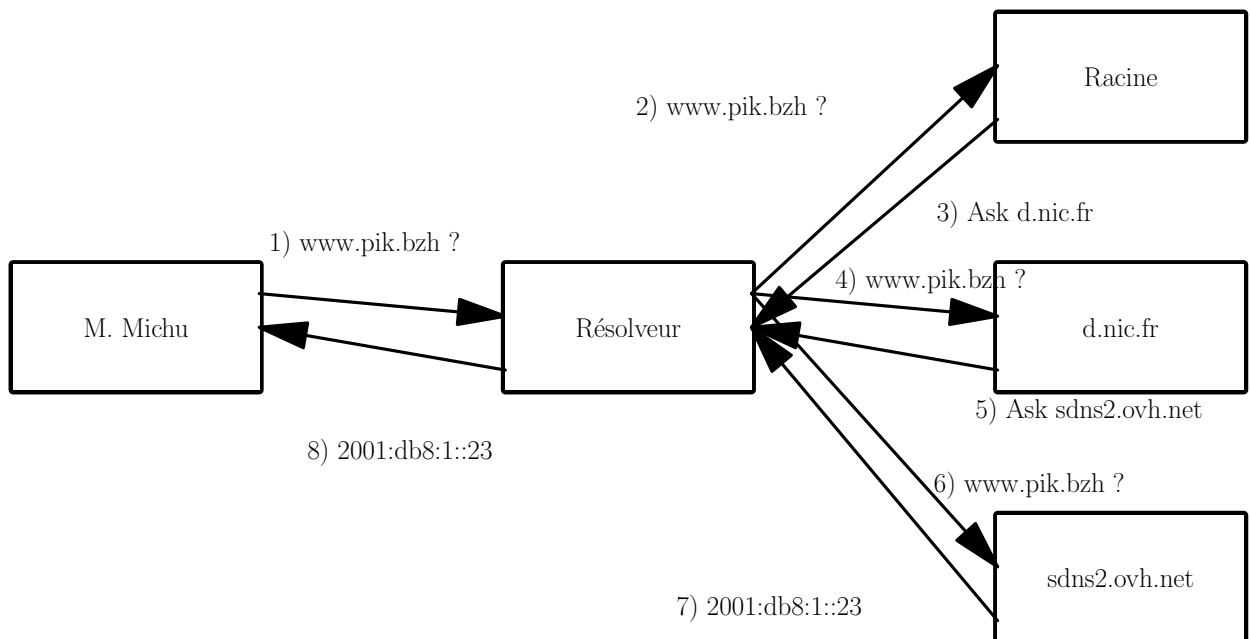 Racine
2) www.pik.bzh ?
3) Ask d.nic.fr
1) www.pik.bzh ?
4) www.pik.bzh ?
M. Michu
Résolveur
d.nic.fr
5) Ask sdns2.ovh.net
8) 2001:db8:1::23
6) www.pik.bzh ?
sdns2.ovh.net
7) 2001:db8:1::23